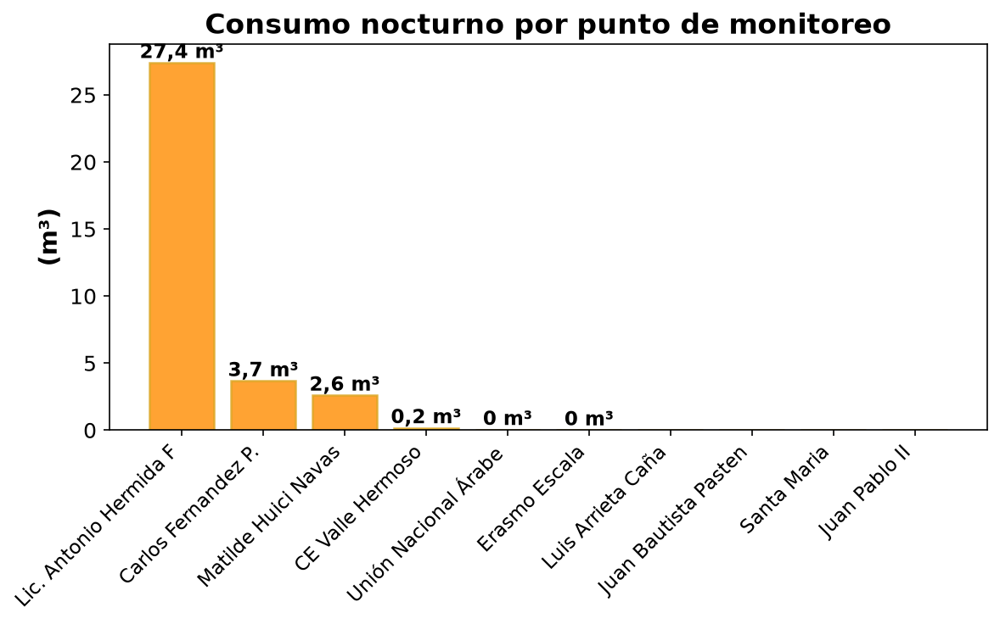 Consumo nocturno por punto de monitoreo
(m³)
25
20
15
10
5
0
27,4 m³
3,7 m³
2,6 m³
0,2 m³
0 m³
0 m³
Lic. Antonio Hermida F
Carlos Fernandez P.
Matilde Huici Navas
CE Valle Hermoso
Unión Nacional Árabe
Erasmo Escala
Luis Arrieta Caña
Juan Bautista Pasten
Santa Maria
Juan Pablo II